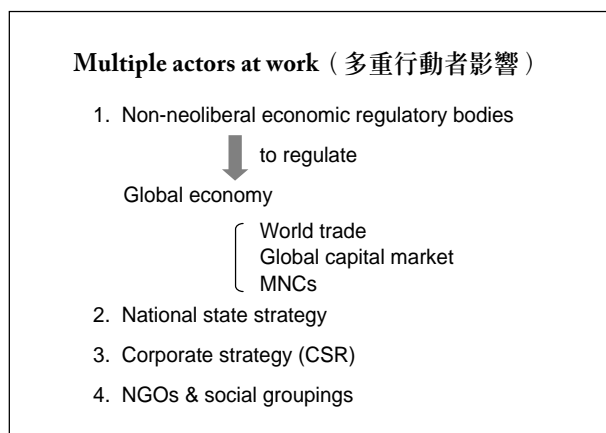 Multiple actors at work（多重行動者影響）
1. Non-neoliberal economic regulatory bodies
to regulate
Global economy
World trade
Global capital market
MNCs
2. National state strategy
3. Corporate strategy (CSR)
4. NGOs & social groupings